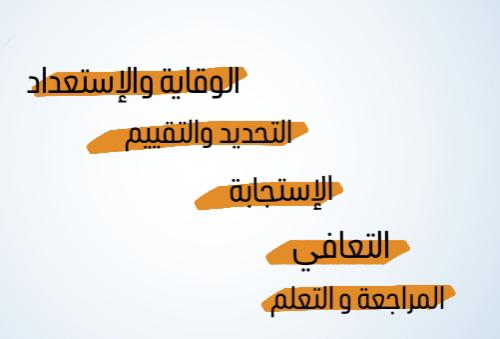 الوقاية والإستعداد
التحديد والتقييم
الإستجابة
التعافي
المراجعة و التعلم